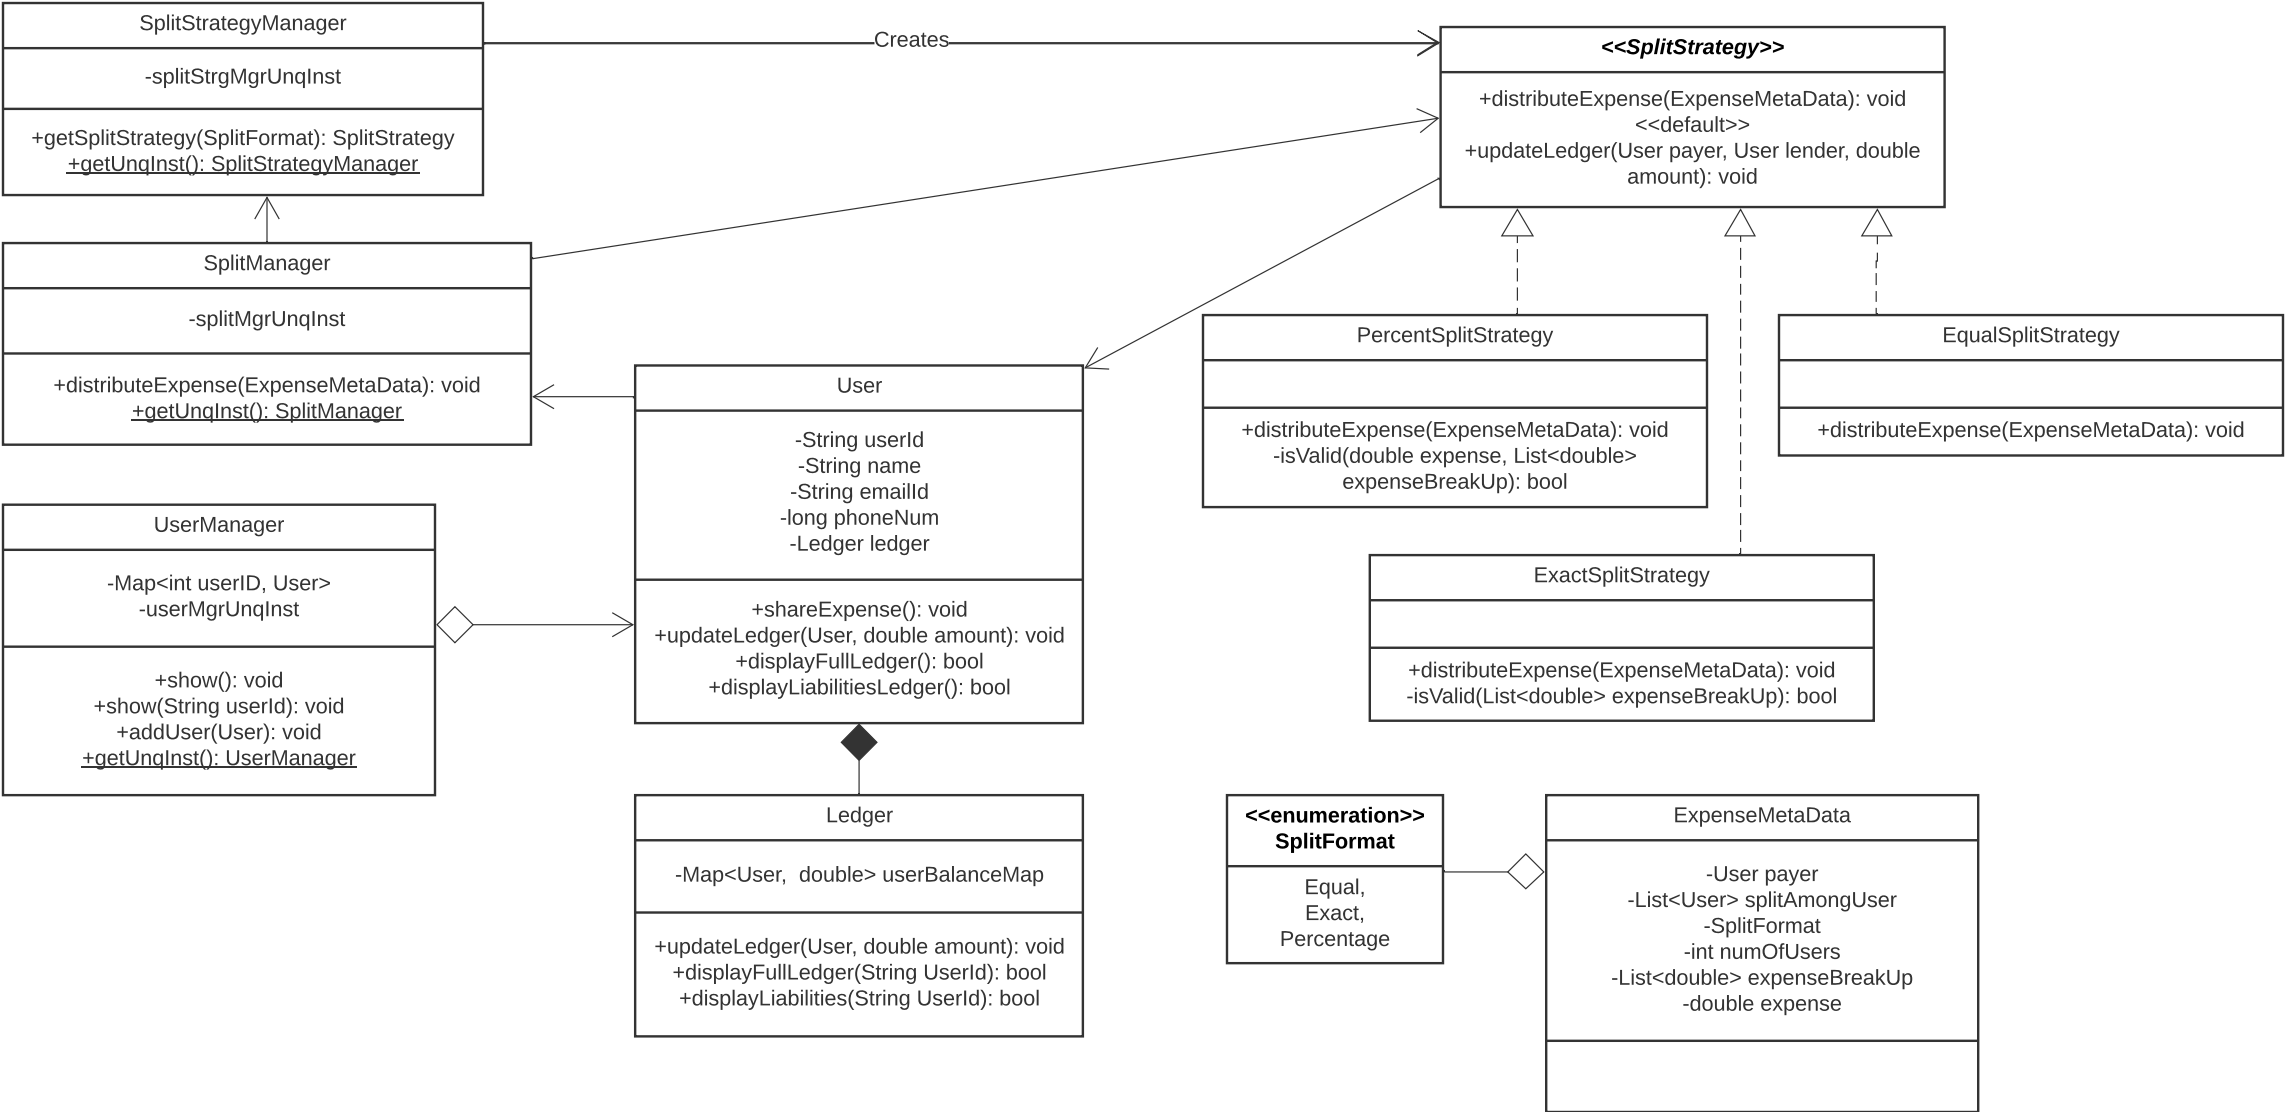 SplitStrategyManager
-splitStrgMgrUnqInst
+getSplitStrategy(SplitFormat): SplitStrategy
+getUnqInst(): SplitStrategyManager
Creates
<<SplitStrategy>>
+distributeExpense(ExpenseMetaData): void
<<default>>
+updateLedger(User payer, User lender, double
amount): void
SplitManager
-splitMgrUnqInst
+distributeExpense(ExpenseMetaData): void
+getUnqInst(): SplitManager
User
-String userId
-String name
-String emailId
-long phoneNum
-Ledger ledger
+shareExpense(): void
+updateLedger(User, double amount): void
+displayFullLedger(): bool
+displayLiabilitiesLedger(): bool
PercentSplitStrategy
+distributeExpense(ExpenseMetaData): void
-isValid(double expense, List<double>
expenseBreakUp): bool
EqualSplitStrategy
+distributeExpense(ExpenseMetaData): void
UserManager
-Map<int userID, User>
-userMgrUnqInst
+show(): void
+show(String userId): void
+addUser(User): void
+getUnqInst(): UserManager
ExactSplitStrategy
+distributeExpense(ExpenseMetaData): void
-isValid(List<double> expenseBreakUp): bool
Ledger
-Map<User,  double> userBalanceMap
+updateLedger(User, double amount): void
+displayFullLedger(String UserId): bool
+displayLiabilities(String UserId): bool
<<enumeration>>
SplitFormat
Equal,
Exact,
Percentage
ExpenseMetaData
-User payer
-List<User> splitAmongUser
-SplitFormat
-int numOfUsers
-List<double> expenseBreakUp
-double expense